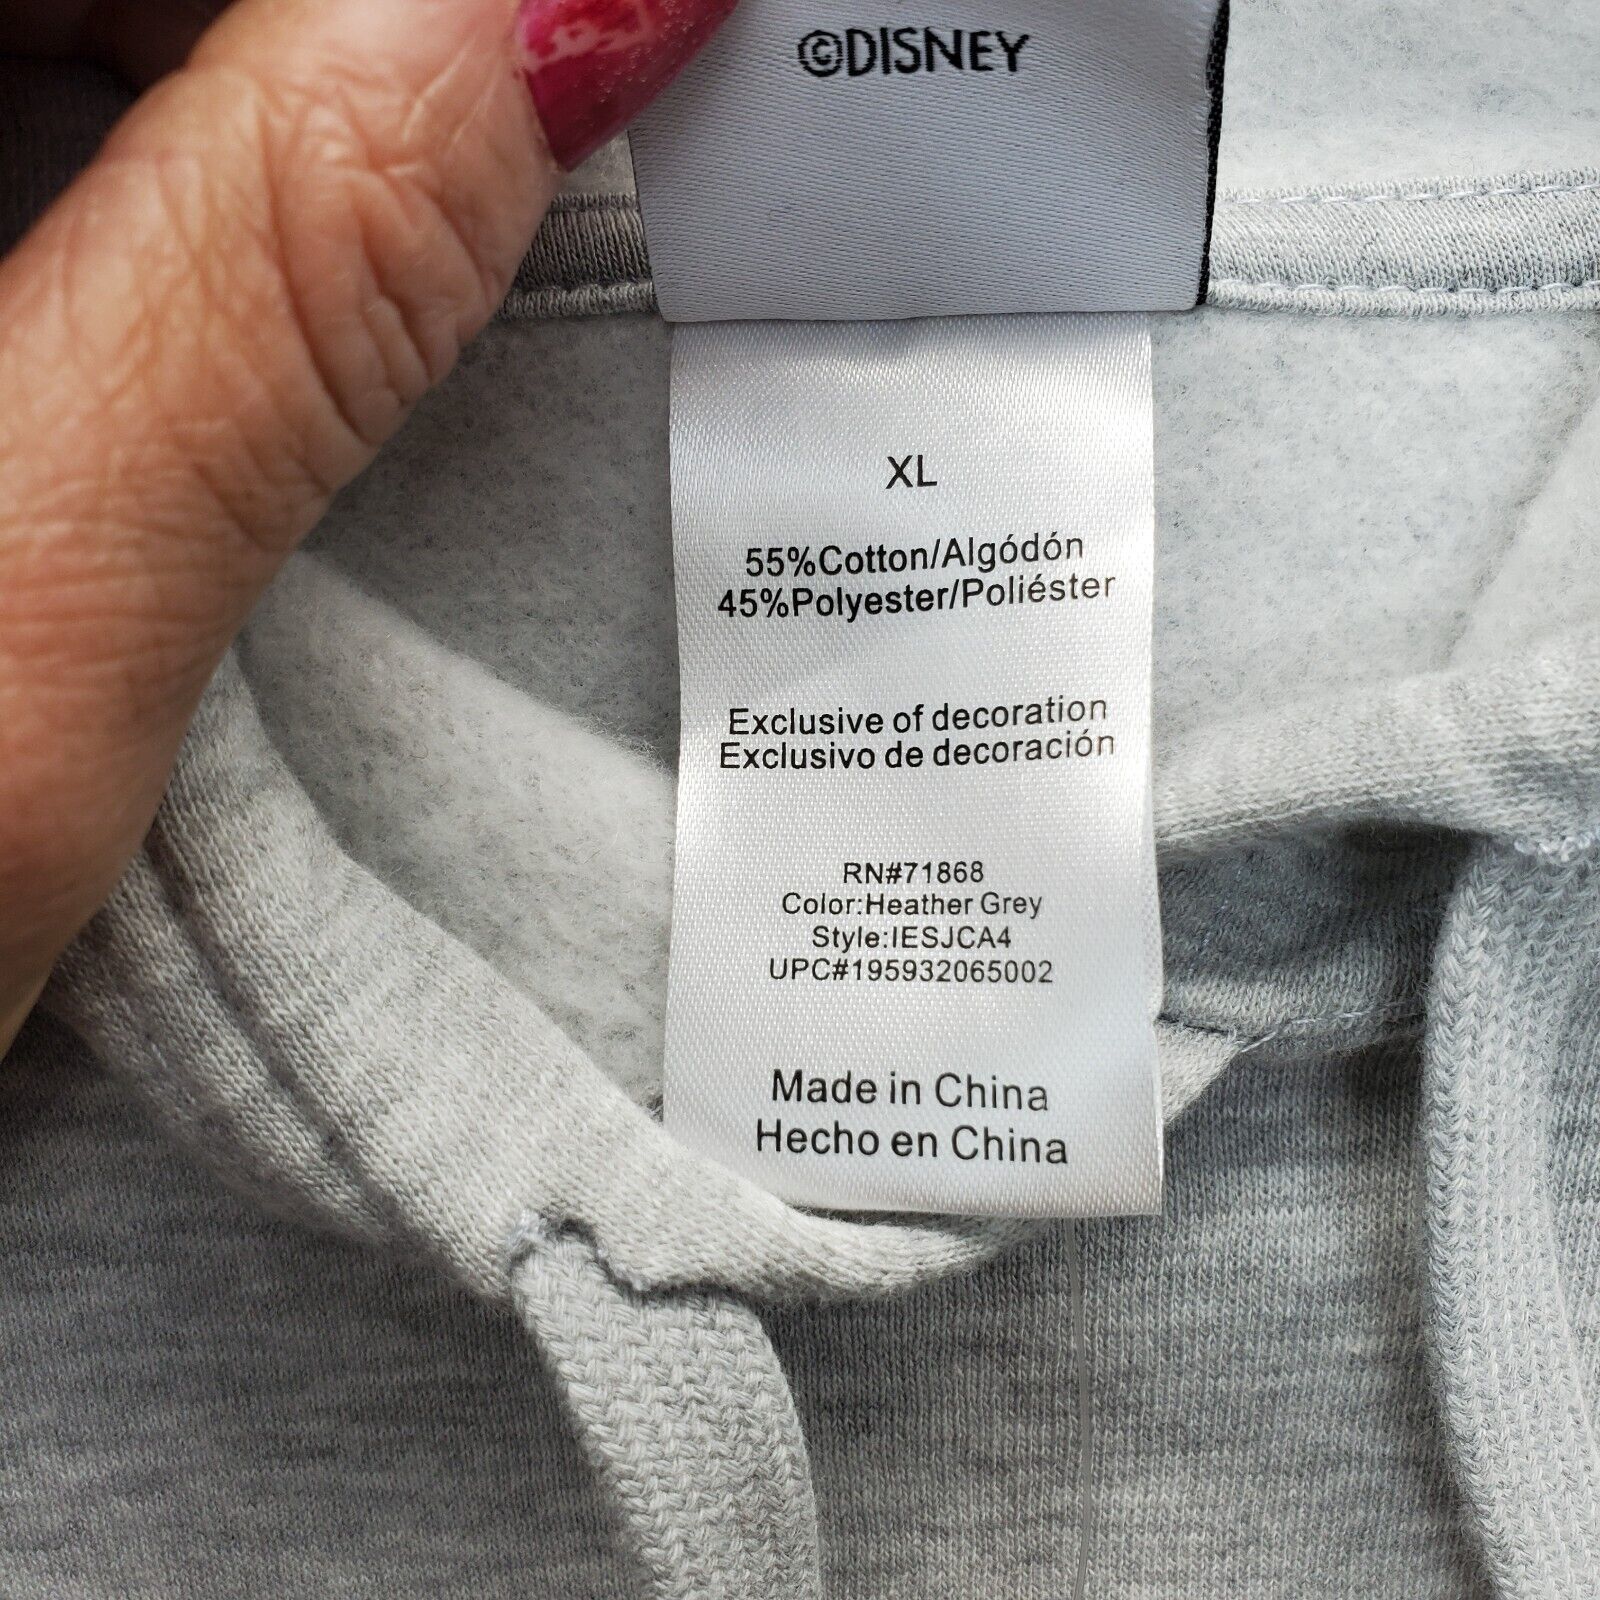 ©DISNEY
XL
55%Cotton/Algódón
45%Polyester/Poliéster
Exclusive of decoration
Exclusivo de decoración
RN#71868
Color:Heather Grey
Style:IESJCA4
UPC#195932065002
Made in China
Hecho en China